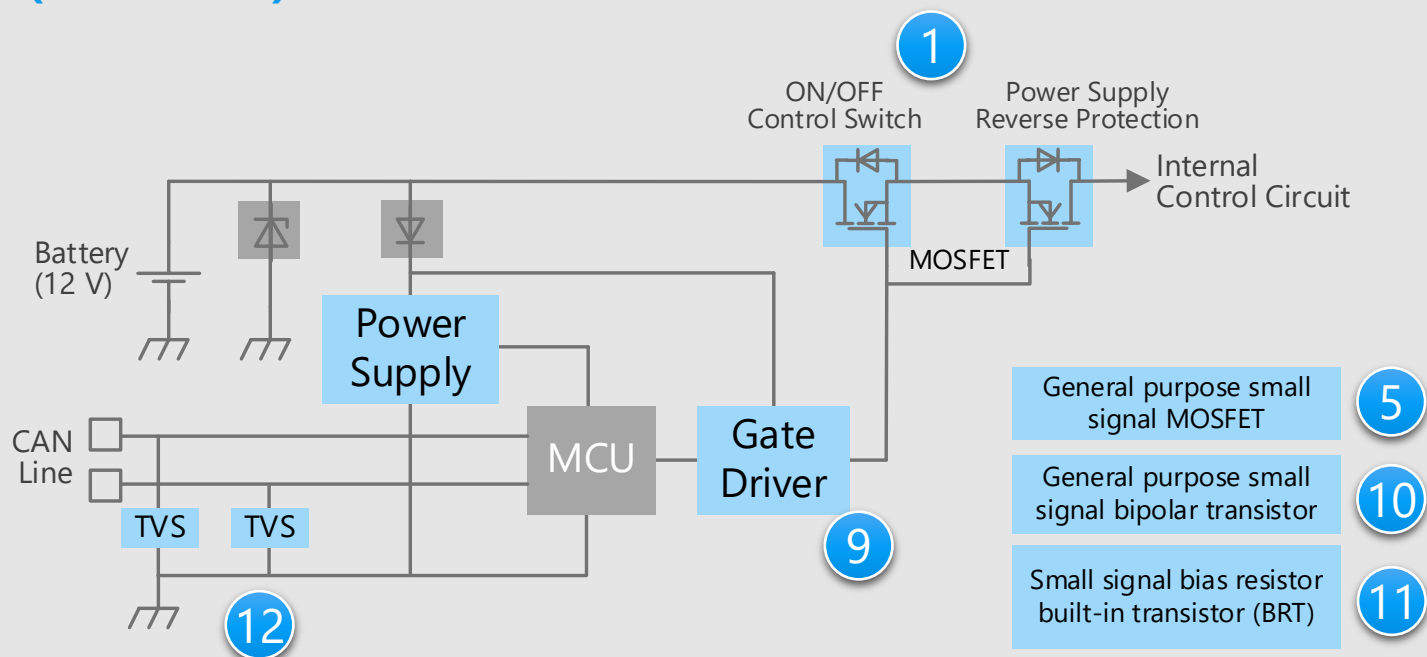 1
ON/OFF
Control Switch
Power Supply
Reverse Protection
Internal
Control Circuit
Battery
(12 V)
MOSFET
Power
Supply
General purpose small
signal MOSFET
5
CAN
Line
MCU
Gate
Driver
General purpose small
signal bipolar transistor
10
TVS
TVS
9
Small signal bias resistor
built-in transistor (BRT)
11
12